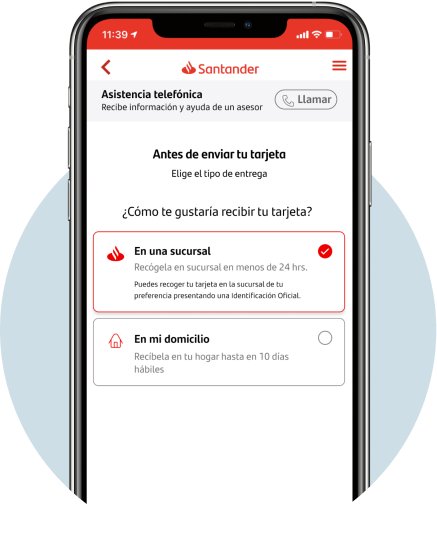 11:39
Santander
Asistencia telefónica
Recibe información y ayuda de un asesor
Llamar
Antes de enviar tu tarjeta
Elige el tipo de entrega
¿Cómo te gustaría recibir tu tarjeta?
En una sucursal
Recógela en sucursal en menos de 24 hrs.
Puedes recoger tu tarjeta en la sucursal de tu
preferencia presentando una Identificación Oficial.
En mi domicilio
Recíbela en tu hogar hasta en 10 días
hábiles